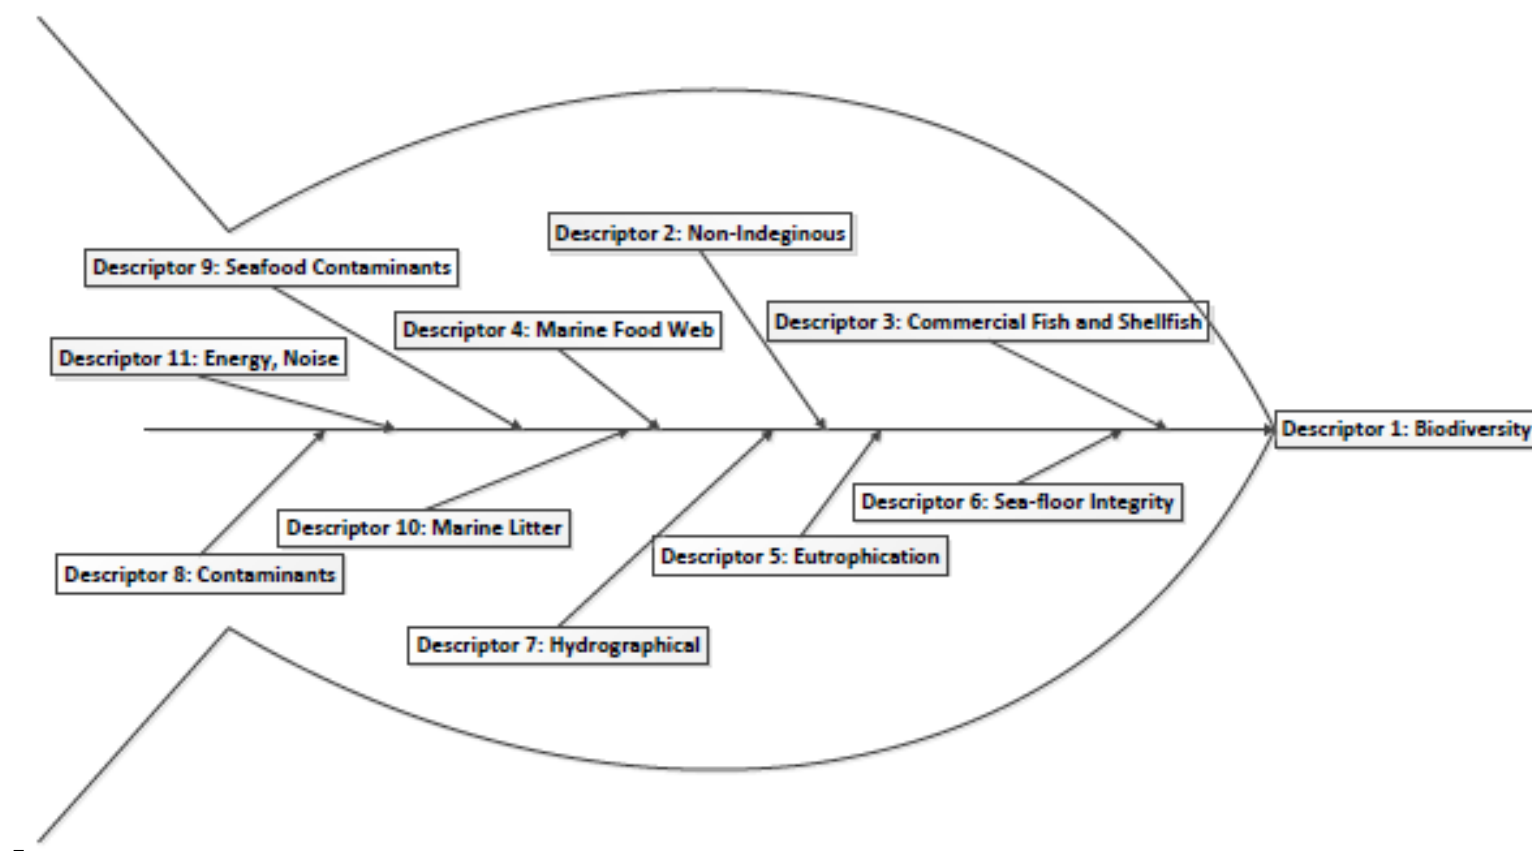 Descriptor 2: Non-Indeginous
Descriptor 9: Seafood Contaminants
Descriptor 3: Commercial Fish and Shellfish
Descriptor 4: Marine Food Web
Descriptor 11: Energy, Noise
Descriptor 1: Biodiversity
Descriptor 6: Sea-floor Integrity
Descriptor 10: Marine Litter
Descriptor 5: Eutrophication
Descriptor 8: Contaminants
Descriptor 7: Hydrographical